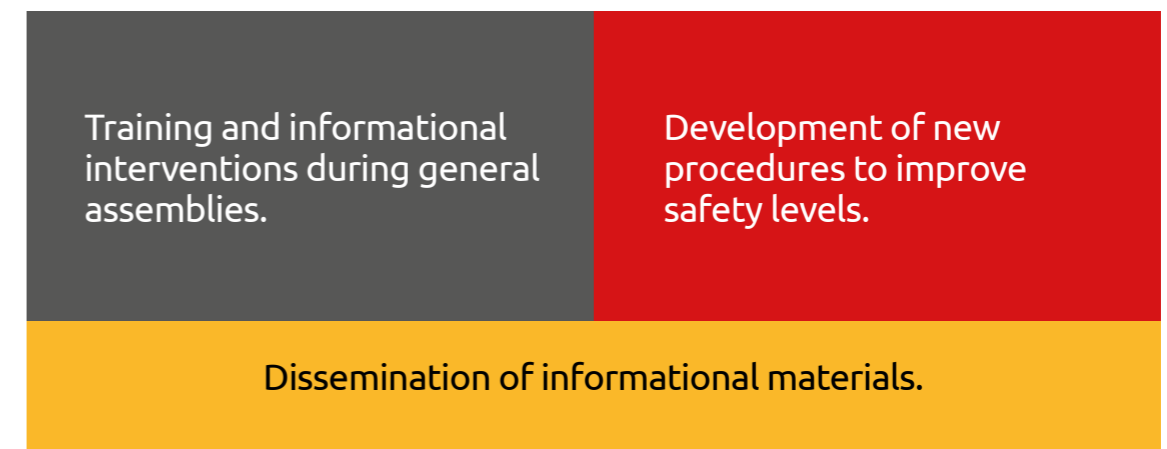 Training and informational
interventions during general
assemblies.
Development of new
procedures to improve
safety levels.
Dissemination of informational materials.